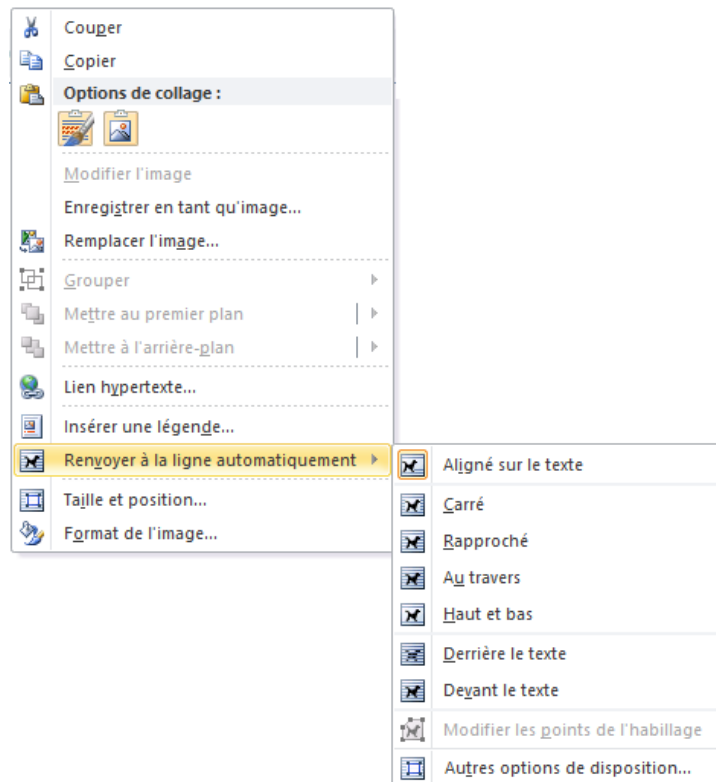 Couper
Copier
Options de collage :
Modifier l'image
Enregistrer en tant qu'image...
Remplacer l'image...
Grouper
Mettre au premier plan
Mettre à l'arrière-plan
Lien hypertexte...
Insérer une légende...
Renvoyer à la ligne automatiquement
Taille et position...
Format de l'image...
Aligné sur le texte
Carré
Rapproché
Au travers
Haut et bas
Derrière le texte
Devant le texte
Modifier les points de l'habillage
Autres options de disposition...